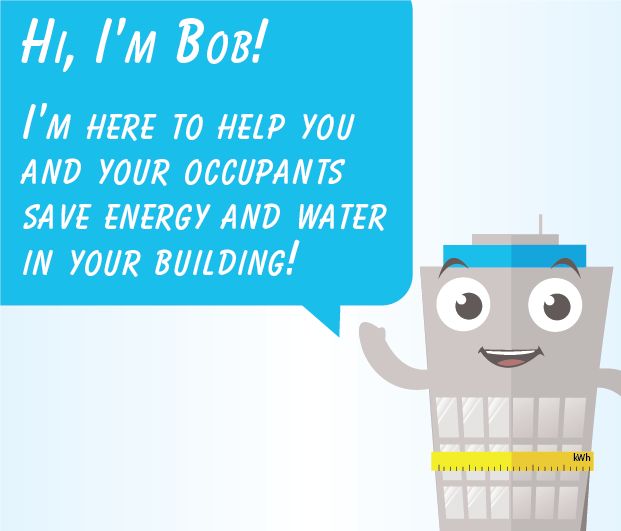 Hi, I'm Bob!
I'm here to help you
and your occupants
save energy and water
in your building!
kWh